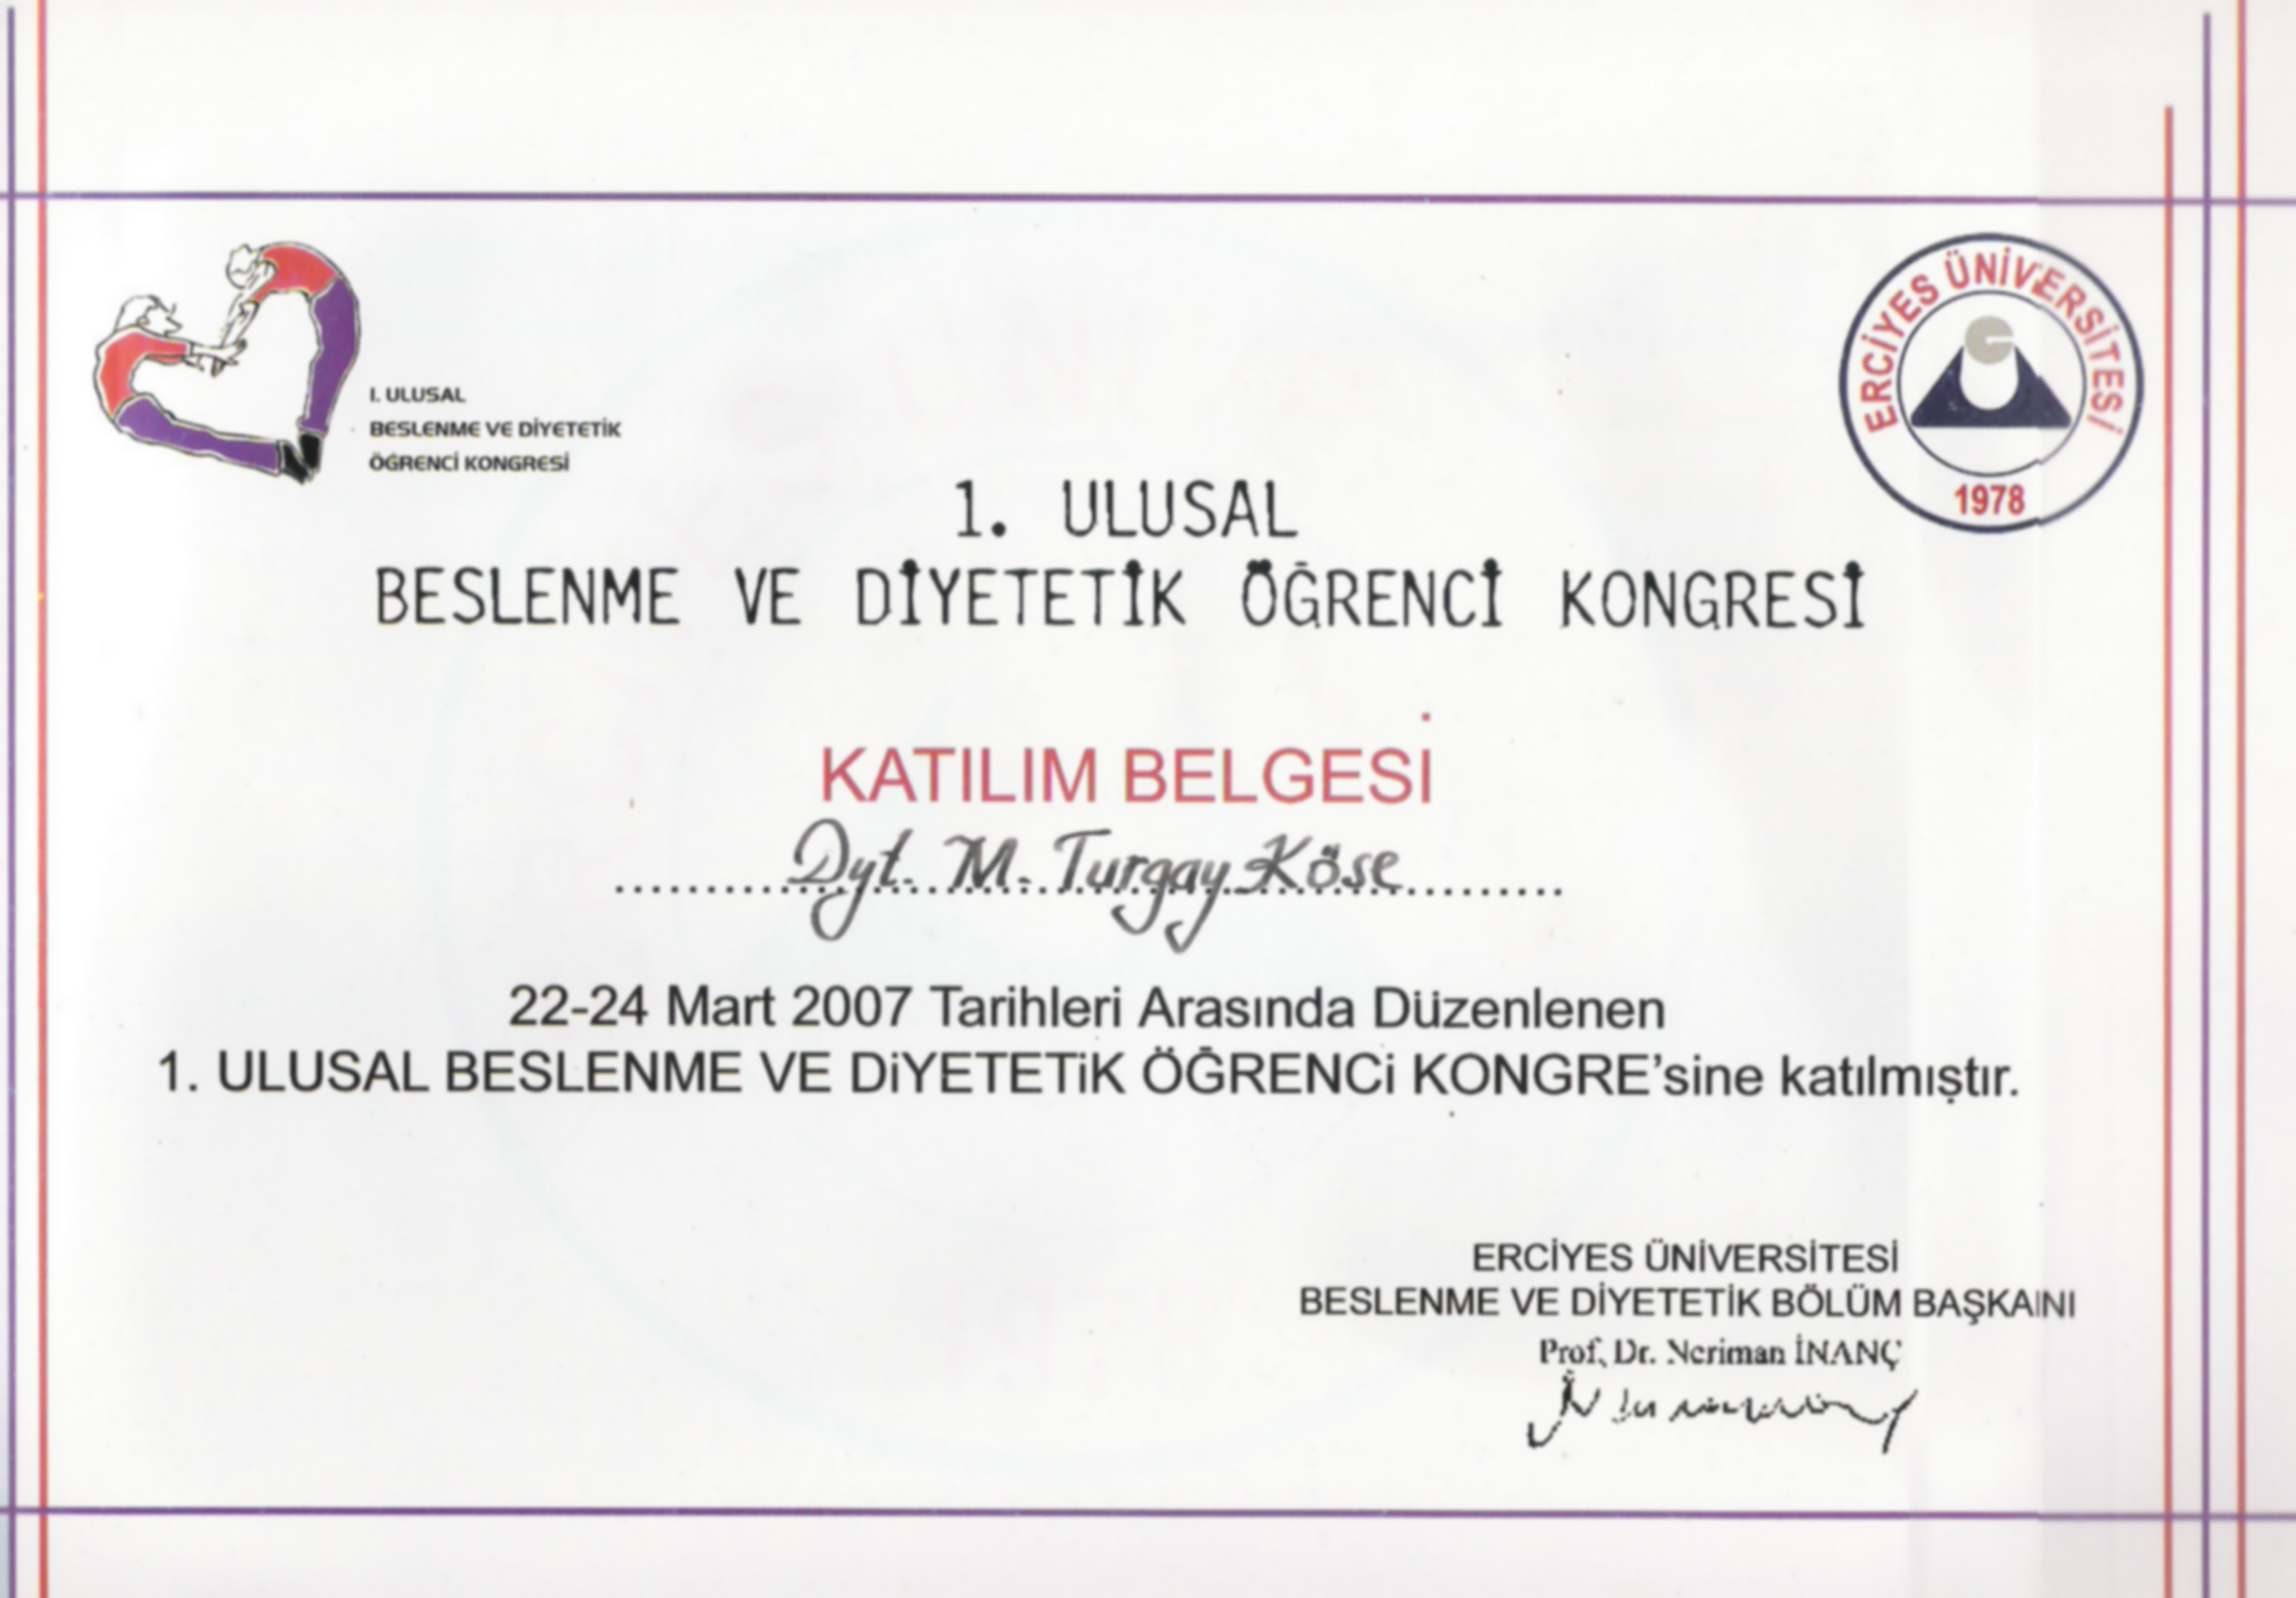 I. ULUSAL
BESLENME VE DİYETETİK
ÖĞRENCİ KONGRESİ
ERCİYES ÜNİVERSİTESİ
1978
1. ULUSAL
BESLENME VE DİYETETİK ÖĞRENCİ KONGRESİ
KATILIM BELGESİ
Dyt. M. Turgay Köse
22-24 Mart 2007 Tarihleri Arasında Düzenlenen
1. ULUSAL BESLENME VE DiYETETiK ÖĞRENCi KONGRE'sine katılmıştır.
ERCİYES ÜNİVERSİTESİ
BESLENME VE DİYETETİK BÖLÜM BAŞKANI
Prof. Dr. Neriman İNANÇ